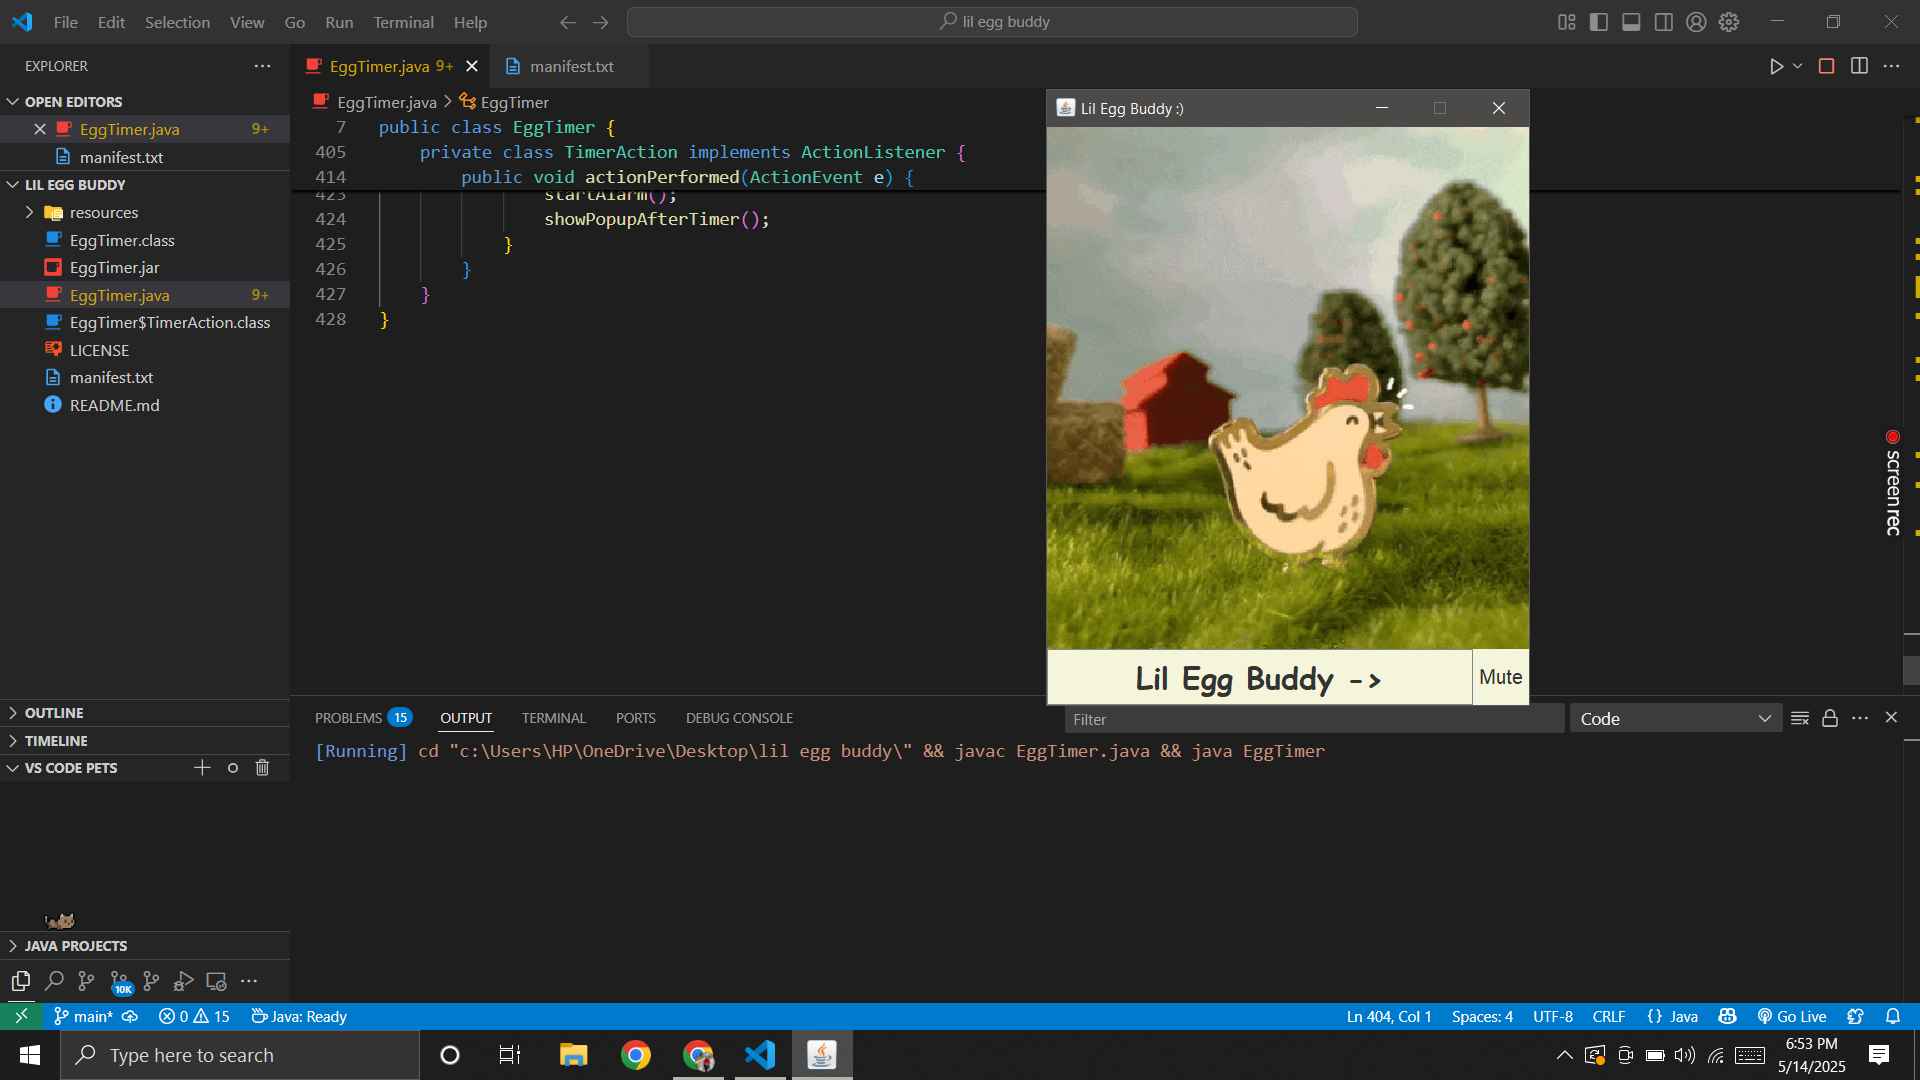 File Edit Selection View Go Run Terminal Help
lil egg buddy
EXPLORER
OPEN EDITORS
EggTimer.java 9+
manifest.txt
LIL EGG BUDDY
resources
EggTimer.class
EggTimer.jar
EggTimer.java 9+
EggTimer$TimerAction.class
LICENSE
manifest.txt
README.md
OUTLINE
TIMELINE
VS CODE PETS
JAVA PROJECTS
10K
EggTimer.java 9+
manifest.txt
EggTimer.java > EggTimer
7 public class EggTimer {
405 private class TimerAction implements ActionListener {
414 public void actionPerformed(ActionEvent e) {
423 startAlarm();
424 showPopupAfterTimer();
425 }
426 }
427 }
428 }
Lil Egg Buddy :)
Lil Egg Buddy ->
Mute
screenrec
PROBLEMS 15 OUTPUT TERMINAL PORTS DEBUG CONSOLE
Filter
Code
[Running] cd "c:\Users\HP\OneDrive\Desktop\lil egg buddy\" && javac EggTimer.java && java EggTimer
main* 0 15 Java: Ready
Ln 404, Col 1 Spaces: 4 UTF-8 CRLF {} Java Go Live
Type here to search
6:53 PM
5/14/2025